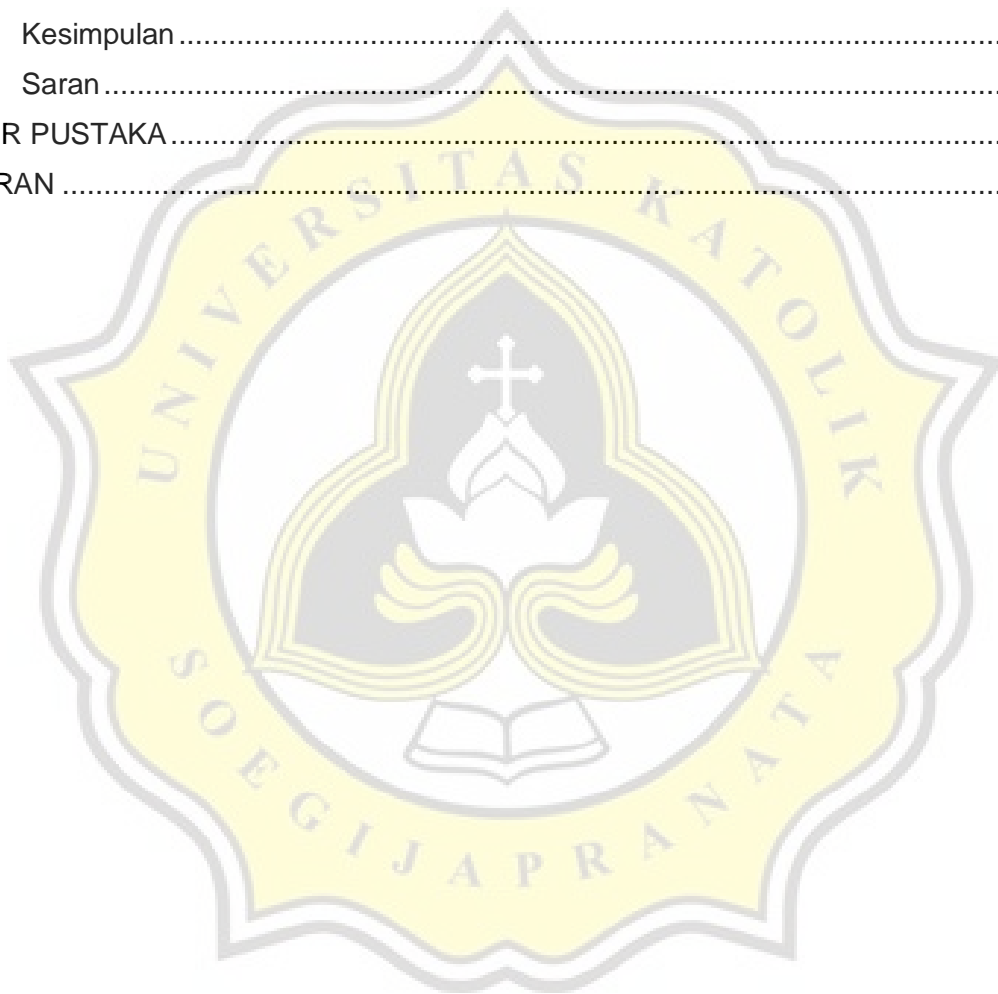 Kesimpulan ....................................................................................................
Saran ..............................................................................................................
R PUSTAKA ....................................................................................................
RAN ..................................................................................................................
UNIVERSITAS KATOLIK
SOEGIJAPRANATA